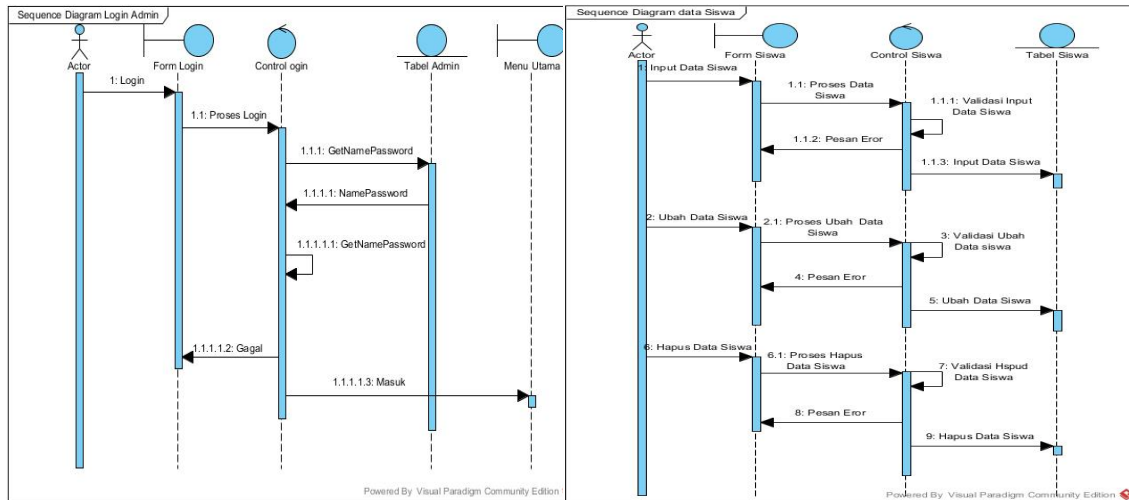 Sequence Diagram Login Admin
Actor
Form Login
Control ogin
Tabel Admin
Menu Utama
1: Login
1.1: Proses Login
1.1.1: GetNamePassword
1.1.1.1: NamePassword
1.1.1.1.1: GetNamePassword
1.1.1.1.2: Gagal
1.1.1.1.3: Masuk
Powered By Visual Paradigm Community Edition
Sequence Diagram data Siswa
Actor
Form Siswa
Control Siswa
Tabel Siswa
1: Input Data Siswa
1.1: Proses Data
Siswa
1.1.1: Validasi Input
Data Siswa
1.1.2: Pesan Eror
1.1.3: Input Data Siswa
2: Ubah Data Siswa
2.1: Proses Ubah Data
Siswa
3: Validasi Ubah
Data siswa
4: Pesan Eror
5: Ubah Data Siswa
6: Hapus Data Siswa
6.1: Proses Hapus
Data Siswa
7: Validasi Hspud
Data Siswa
8: Pesan Eror
9: Hapus Data Siswa
Powered By Visual Paradigm Community Edition